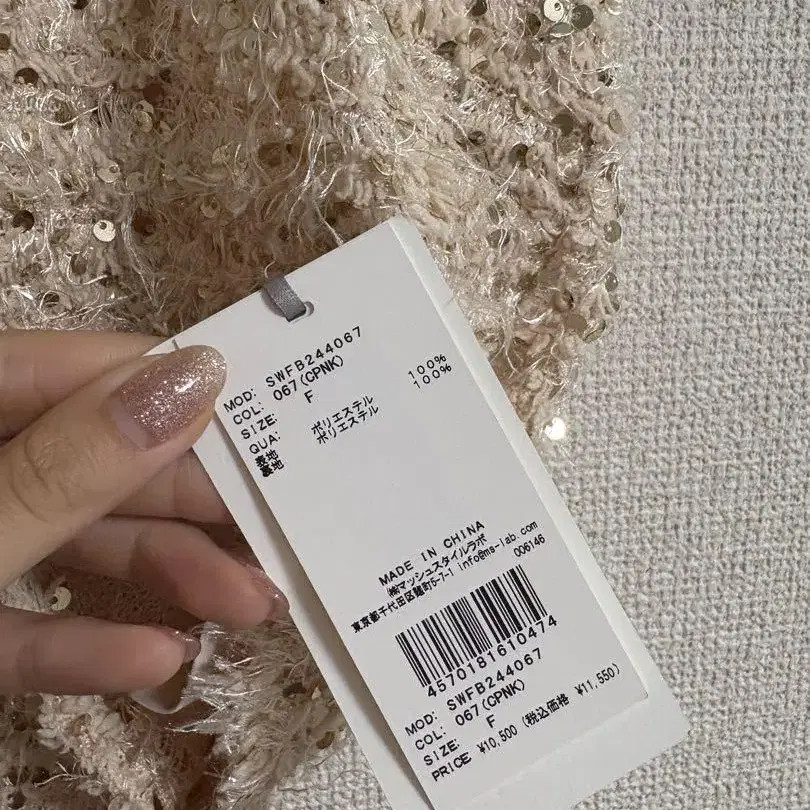 MOD: SWFB244067
COL: 067(CPNK)
SIZE: F
QUA:
表地 ポリエステル 100%
裏地 ポリエステル 100%
MADE IN CHINA
㈱マッシュスタイルラボ
東京都千代田区麹町5-7-1 info@ms-lab.com
006146
4570181610474
MOD: SWFB244067
COL: 067(CPNK)
SIZE: F
PRICE ¥10,500 (税込価格 ¥11,550)